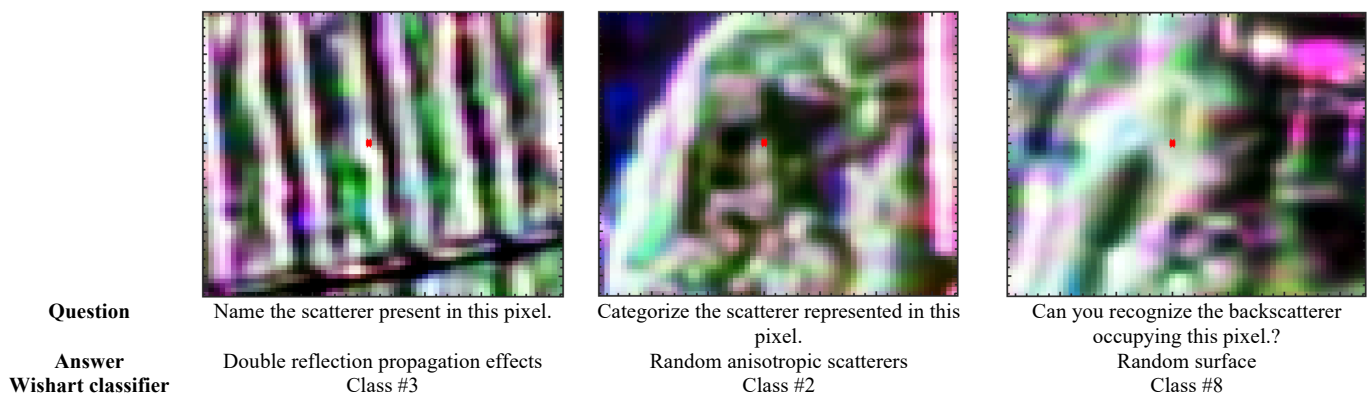 Question Name the scatterer present in this pixel. Categorize the scatterer represented in this pixel. Can you recognize the backscatterer occupying this pixel.?
Answer Double reflection propagation effects Random anisotropic scatterers Random surface
Wishart classifier Class #3 Class #2 Class #8